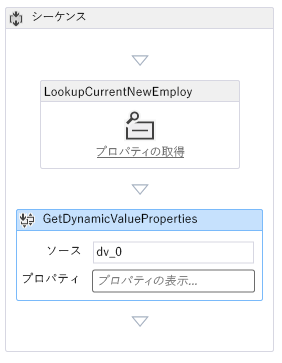 シーケンス
LookupCurrentNewEmploy
プロパティの取得
GetDynamicValueProperties
ソース dv_0
プロパティ プロパティの表示...